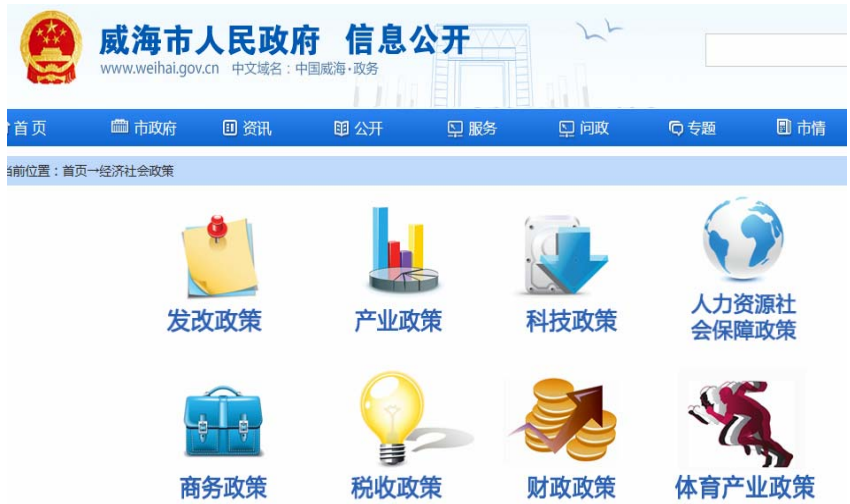 威海市人民政府 信息公开
www.weihai.gov.cn 中文域名：中国威海·政务
首页 市政府 资讯 公开 服务 问政 专题 市情
当前位置：首页→经济社会政策
发改政策 产业政策 科技政策 人力资源社
会保障政策
商务政策 税收政策 财政政策 体育产业政策